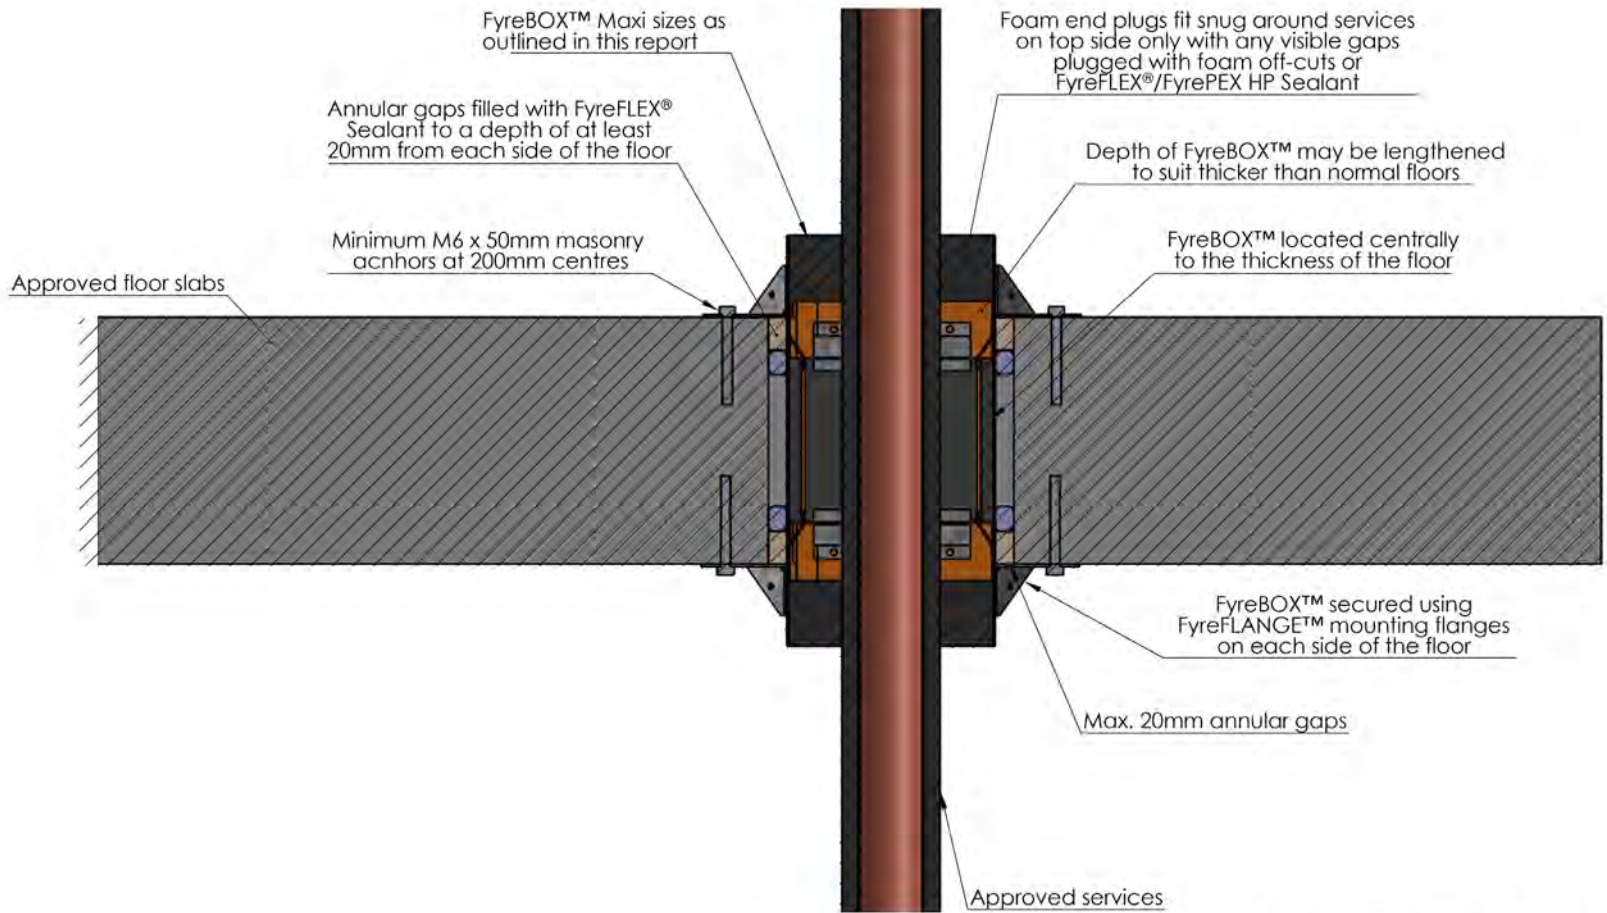 FyreBOX™ Maxi sizes as
outlined in this report
Foam end plugs fit snug around services
on top side only with any visible gaps
plugged with foam off-cuts or
FyreFLEX®/FyrePEX HP Sealant
Annular gaps filled with FyreFLEX®
Sealant to a depth of at least
20mm from each side of the floor
Depth of FyreBOX™ may be lengthened
to suit thicker than normal floors
Minimum M6 x 50mm masonry
acnhors at 200mm centres
FyreBOX™ located centrally
to the thickness of the floor
Approved floor slabs
FyreBOX™ secured using
FyreFLANGE™ mounting flanges
on each side of the floor
Max. 20mm annular gaps
Approved services